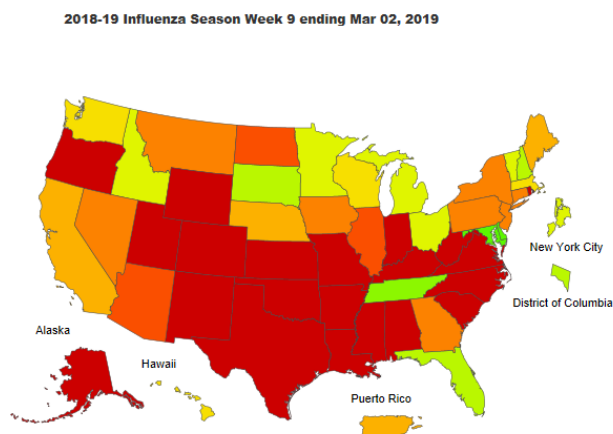 2018-19 Influenza Season Week 9 ending Mar 02, 2019
New York City
District of Columbia
Alaska
Hawaii
Puerto Rico